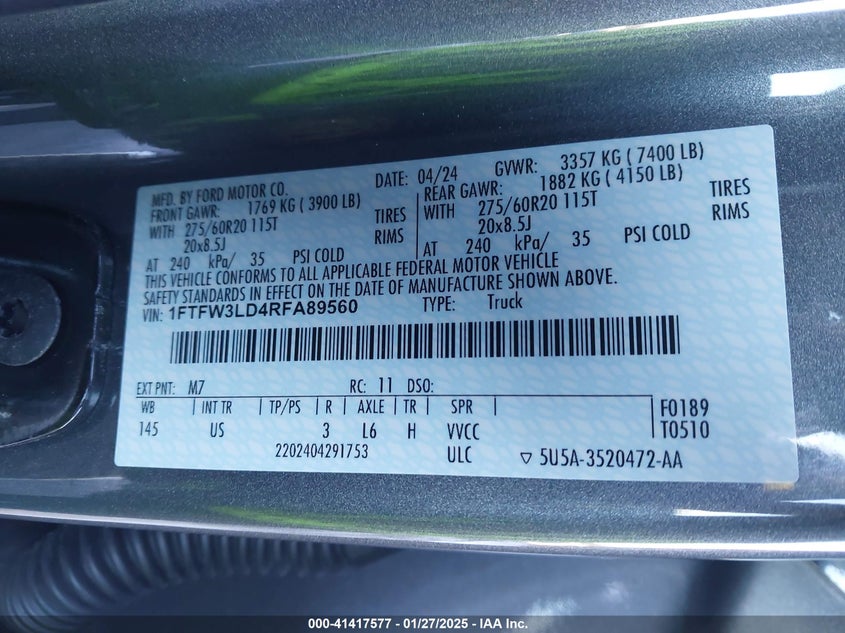 MFD. BY FORD MOTOR CO. DATE: 04/24 GVWR: 3357 KG ( 7400 LB)
FRONT GAWR: 1769 KG ( 3900 LB) REAR GAWR: 1882 KG ( 4150 LB)
WITH 275/60R20 115T TIRES WITH 275/60R20 115T TIRES
20x8.5J RIMS 20x8.5J RIMS
AT 240 kPa/ 35 PSI COLD AT 240 kPa/ 35 PSI COLD
THIS VEHICLE CONFORMS TO ALL APPLICABLE FEDERAL MOTOR VEHICLE
SAFETY STANDARDS IN EFFECT ON THE DATE OF MANUFACTURE SHOWN ABOVE.
VIN: 1FTFW3LD4RFA89560 TYPE: Truck
EXT PNT: M7 RC: 11 DSO:
WB INT TR TP/PS R AXLE TR SPR F0189
145 US 3 L6 H VVCC T0510
2202404291753 ULC ▽ 5U5A-3520472-AA
000-41417577 - 01/27/2025 - IAAI.COM